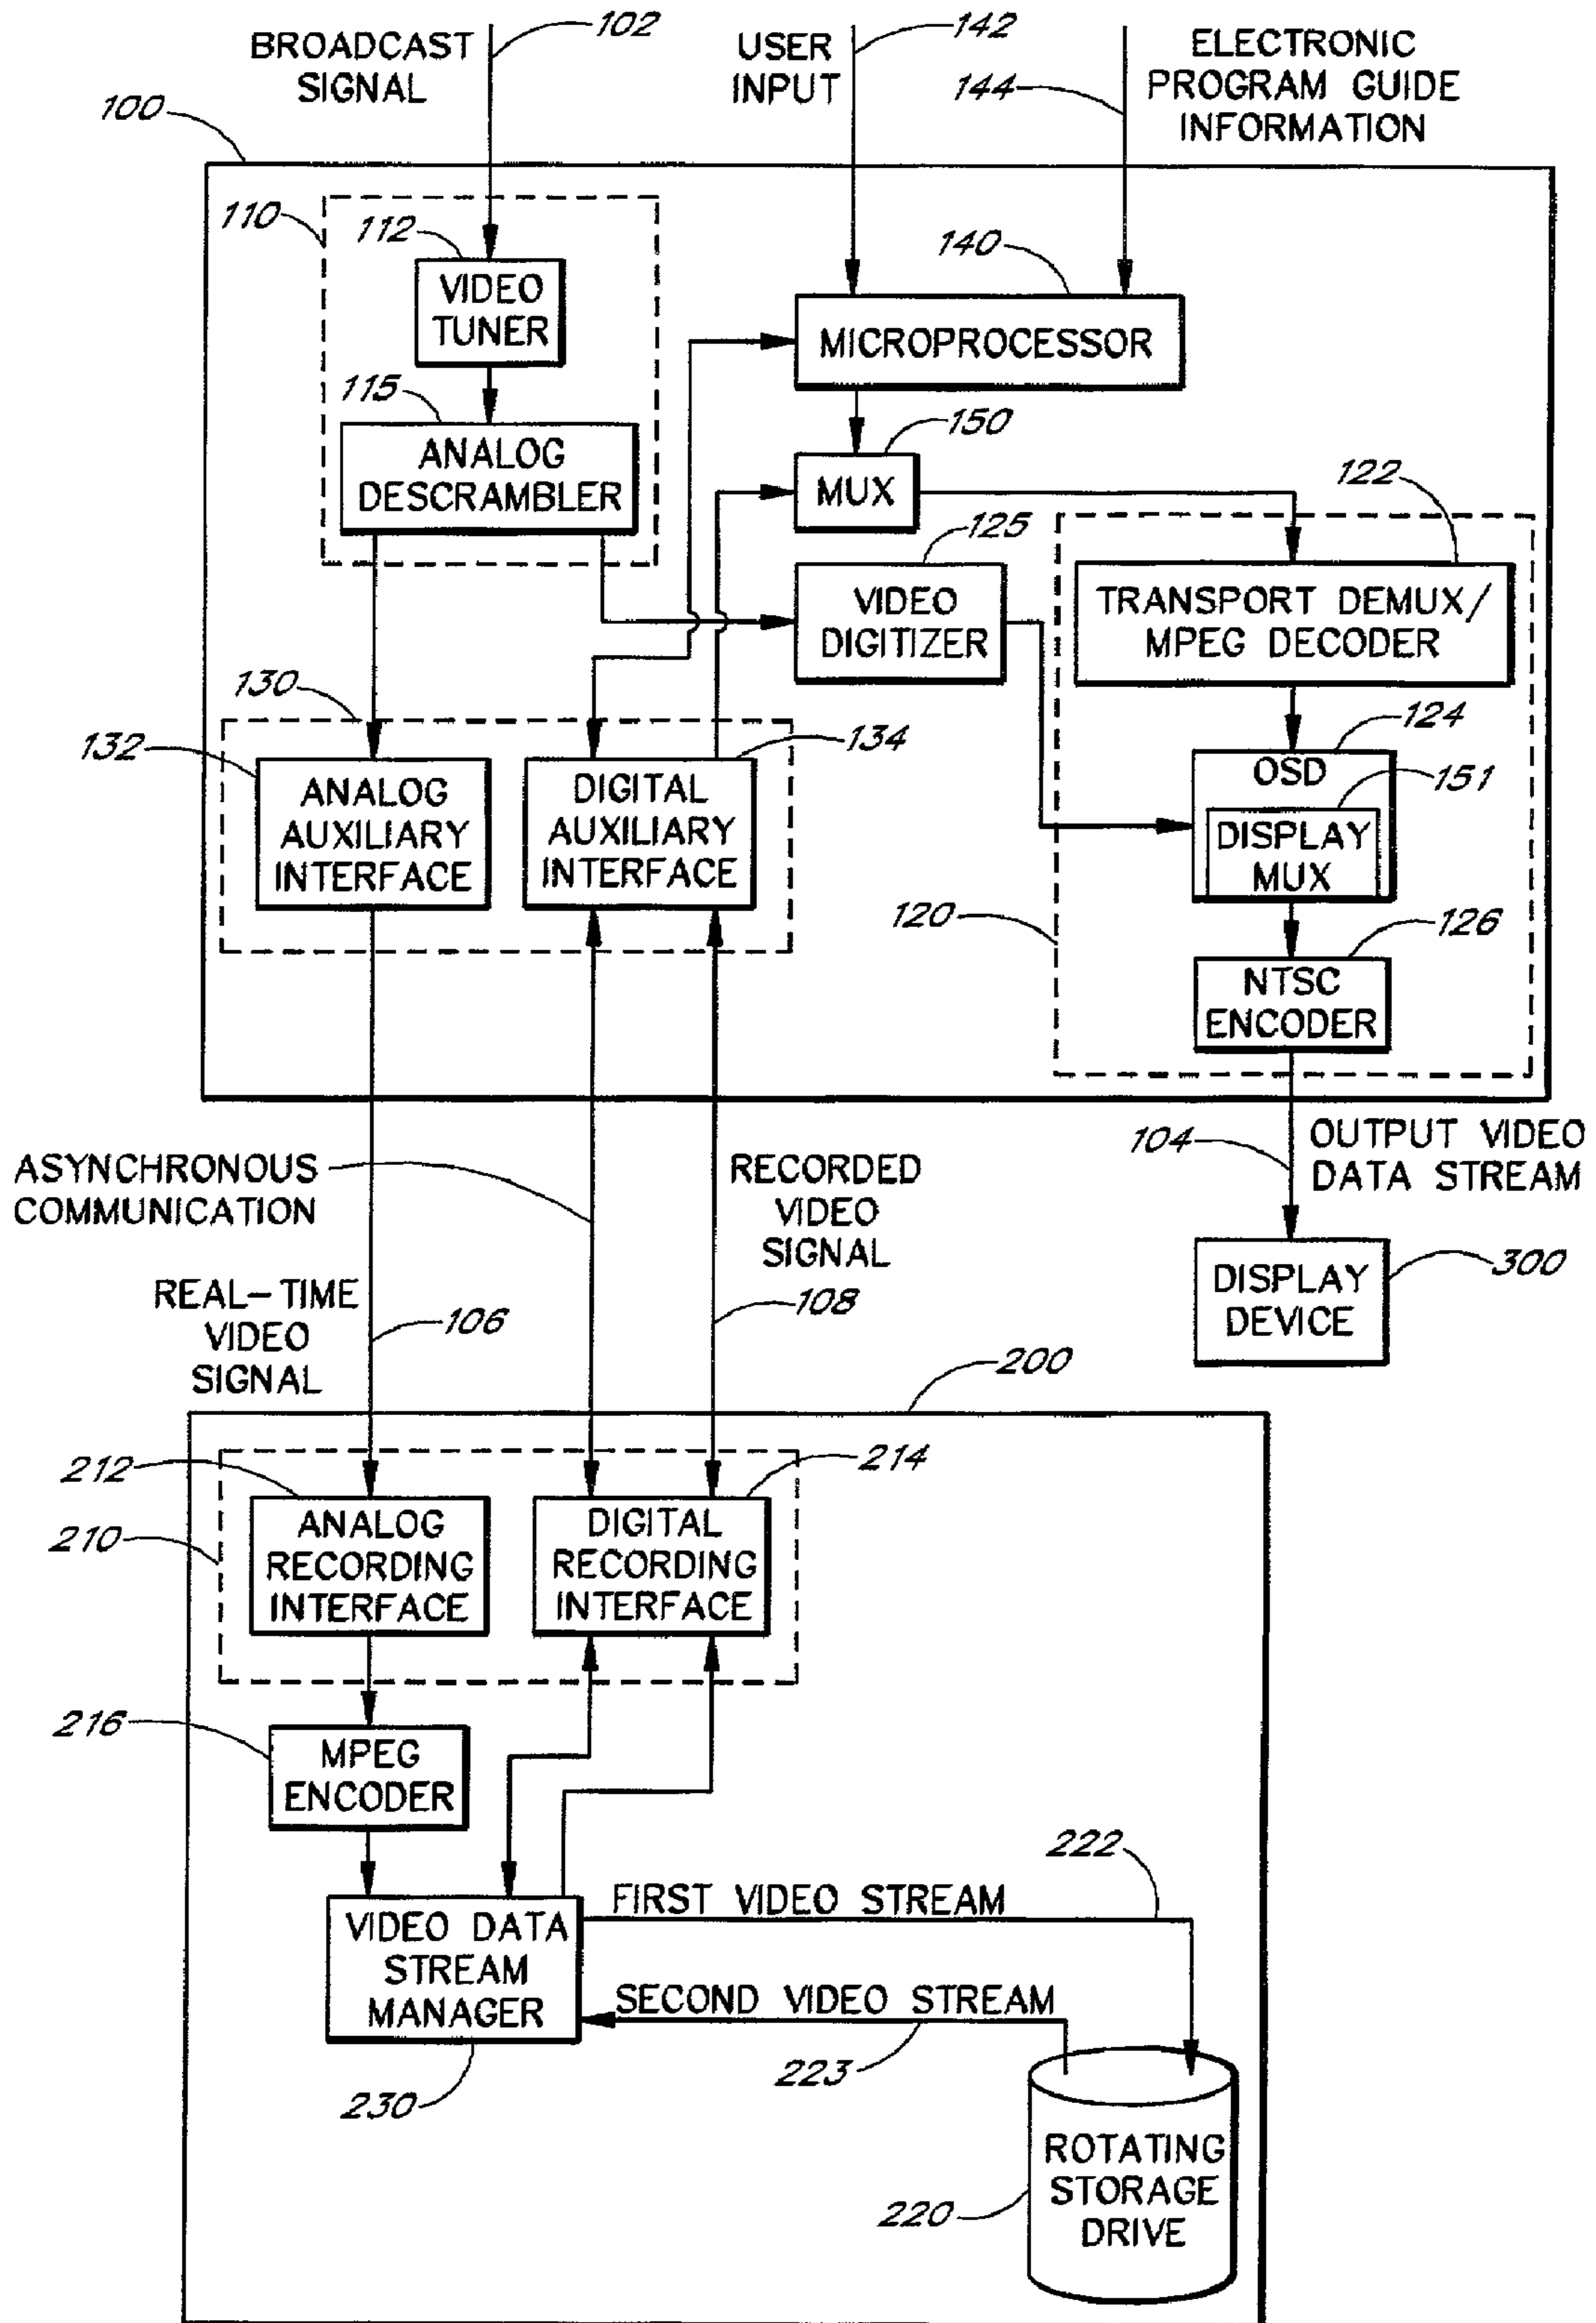 BROADCAST
SIGNAL
102
USER
INPUT
142
144
ELECTRONIC
PROGRAM GUIDE
INFORMATION
100
110
112
VIDEO
TUNER
140
MICROPROCESSOR
115
ANALOG
DESCRAMBLER
150
MUX
122
125
VIDEO
DIGITIZER
TRANSPORT DEMUX/
MPEG DECODER
130
132
ANALOG
AUXILIARY
INTERFACE
134
DIGITAL
AUXILIARY
INTERFACE
124
OSD
151
DISPLAY
MUX
120
126
NTSC
ENCODER
104
OUTPUT VIDEO
DATA STREAM
ASYNCHRONOUS
COMMUNICATION
RECORDED
VIDEO
SIGNAL
108
REAL-TIME
VIDEO
SIGNAL
106
DISPLAY
DEVICE
300
200
212
210
ANALOG
RECORDING
INTERFACE
214
DIGITAL
RECORDING
INTERFACE
216
MPEG
ENCODER
222
FIRST VIDEO STREAM
VIDEO DATA
STREAM
MANAGER
SECOND VIDEO STREAM
223
230
ROTATING
STORAGE
DRIVE
220